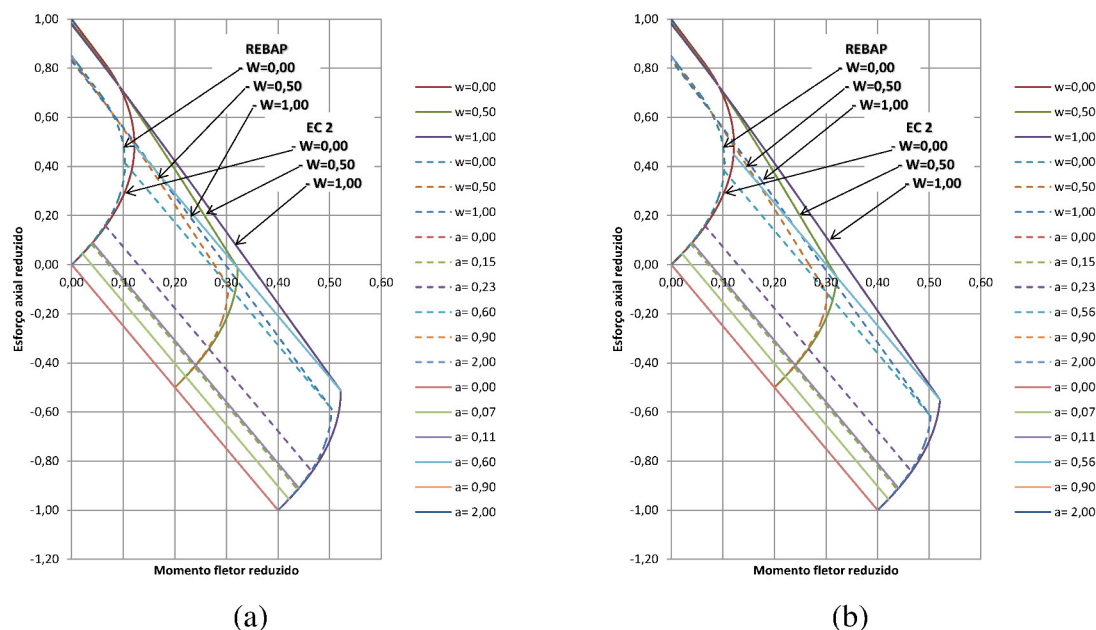 1,00
0,80
0,60
0,40
0,20
0,00
-0,20
-0,40
-0,60
-0,80
-1,00
-1,20
0,00 0,10 0,20 0,30 0,40 0,50 0,60
Esforço axial reduzido
Momento fletor reduzido
REBAP
W=0,00
W=0,50
W=1,00
EC 2
W=0,00
W=0,50
W=1,00
w=0,00
w=0,50
w=1,00
w=0,00
w=0,50
w=1,00
a= 0,00
a= 0,15
a= 0,23
a= 0,60
a= 0,90
a= 2,00
a= 0,00
a= 0,07
a= 0,11
a= 0,60
a= 0,90
a= 2,00
(a)
1,00
0,80
0,60
0,40
0,20
0,00
-0,20
-0,40
-0,60
-0,80
-1,00
-1,20
0,00 0,10 0,20 0,30 0,40 0,50 0,60
Esforço axial reduzido
Momento fletor reduzido
REBAP
W=0,00
W=0,50
W=1,00
EC 2
W=0,00
W=0,50
W=1,00
w=0,00
w=0,50
w=1,00
w=0,00
w=0,50
w=1,00
a= 0,00
a= 0,15
a= 0,23
a= 0,56
a= 0,90
a= 2,00
a= 0,00
a= 0,07
a= 0,11
a= 0,56
a= 0,90
a= 2,00
(b)